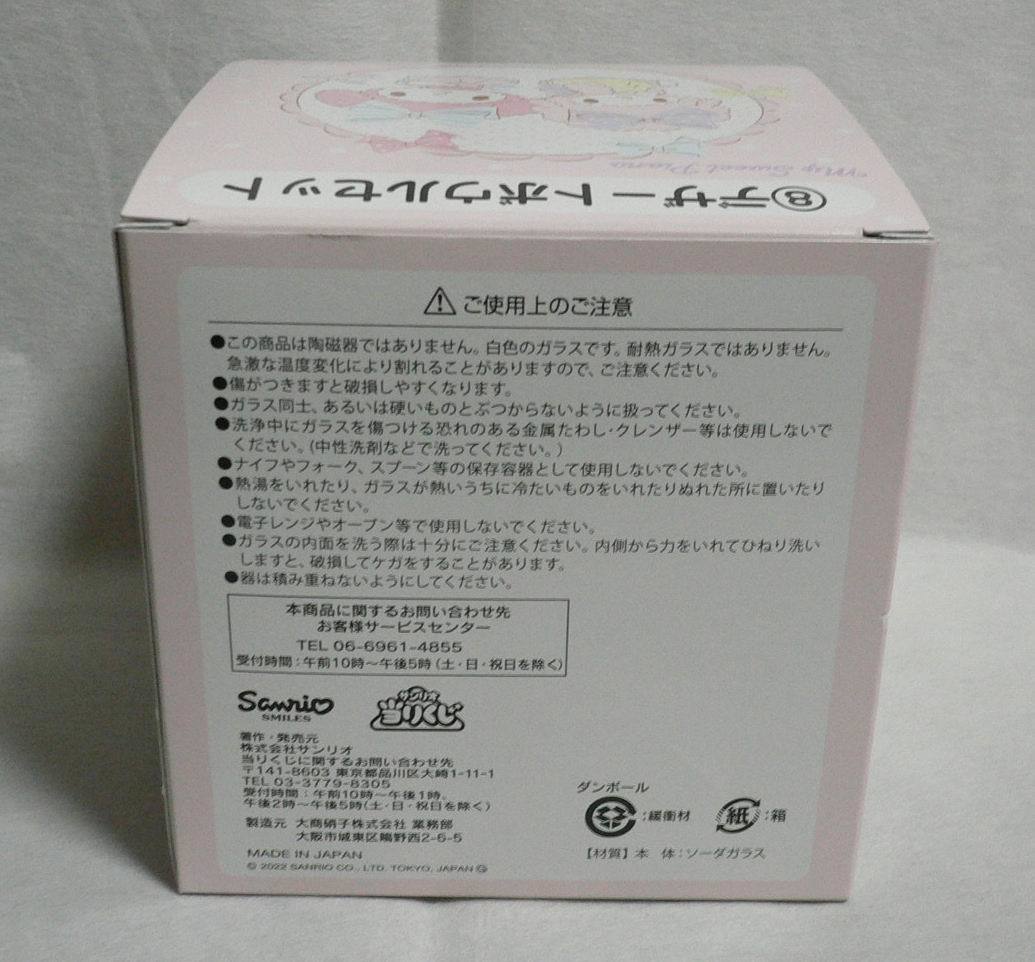 My Sweet Piano
⑧デザートボウルセット
⚠ご使用上のご注意
●この商品は陶磁器ではありません。白色のガラスです。耐熱ガラスではありません。
急激な温度変化により割れることがありますので、ご注意ください。
●傷がつきますと破損しやすくなります。
●ガラス同士、あるいは硬いものとぶつからないように扱ってください。
●洗浄中にガラスを傷つける恐れのある金属たわし・クレンザー等は使用しないで
ください。(中性洗剤などで洗ってください。)
●ナイフやフォーク、スプーン等の保存容器として使用しないでください。
●熱湯をいれたり、ガラスが熱いうちに冷たいものをいれたりぬれた所に置いたり
しないでください。
●電子レンジやオーブン等で使用しないでください。
●ガラスの内面を洗う際は十分にご注意ください。内側から力をいれてひねり洗い
しますと、破損してケガをすることがあります。
●器は積み重ねないようにしてください。
本商品に関するお問い合わせ先
お客様サービスセンター
TEL 06-6961-4855
受付時間：午前10時〜午後5時(土・日・祝日を除く)
Sanrio
SMILES
サンリオ
当りくじ
著作・発売元
株式会社サンリオ
当りくじに関するお問い合わせ先
〒141-8603 東京都品川区大崎1-11-1
TEL 03-3779-8305
受付時間：午前10時〜午後1時。
午後2時〜午後5時(土・日・祝日を除く)
製造元 大商硝子株式会社 業務部
大阪市城東区鴫野西2-6-5
MADE IN JAPAN
© 2022 SANRIO CO., LTD. TOKYO, JAPAN Ⓖ
ダンボール
：緩衝材
紙：箱
【材質】本 体：ソーダガラス